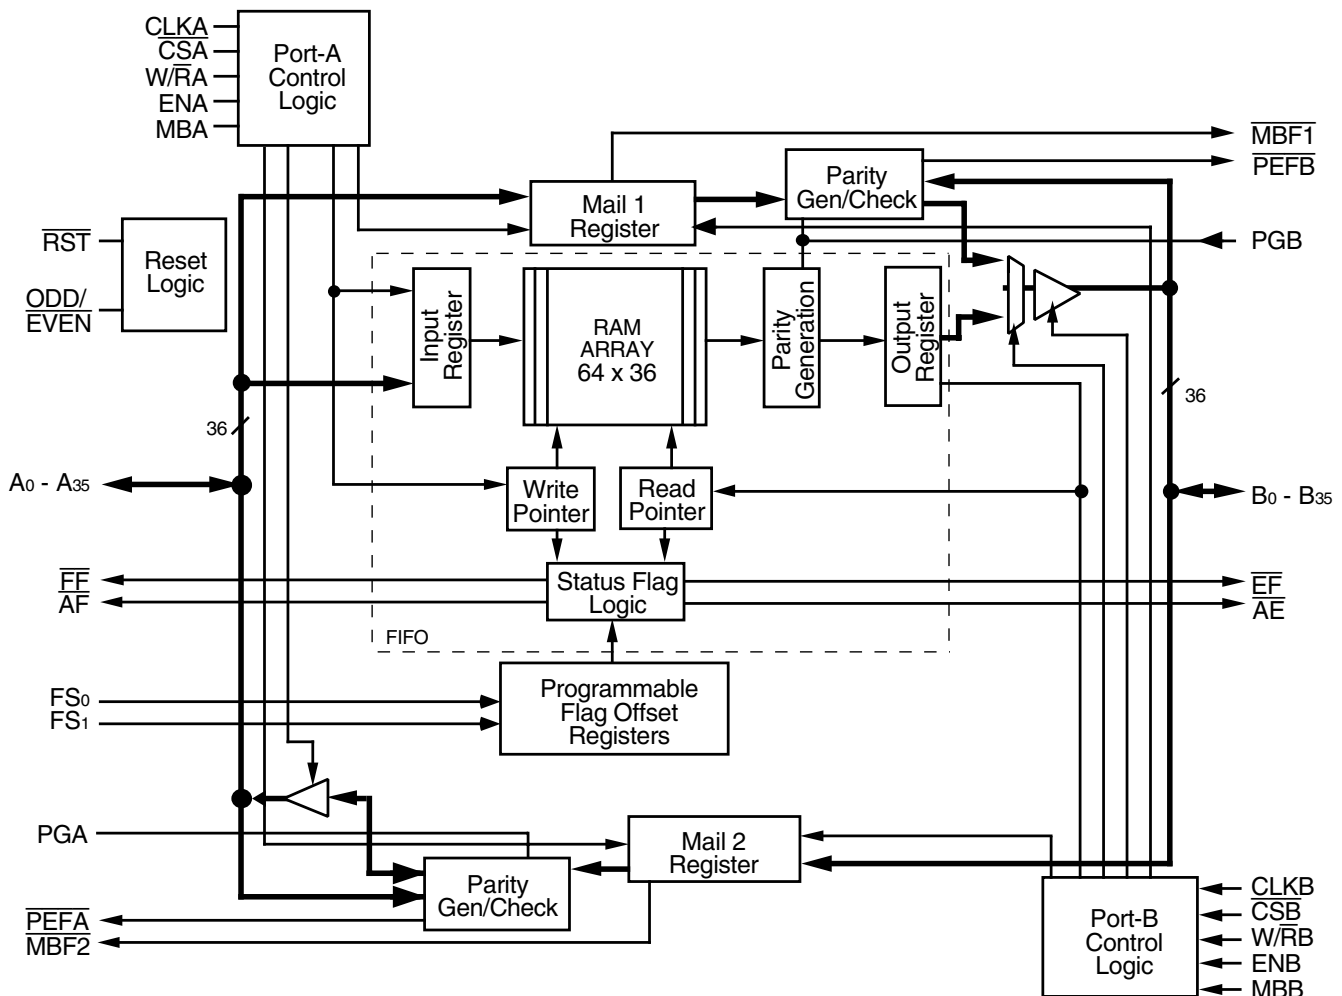 CLKA
CSA
W/RA
ENA
MBA
Port-A
Control
Logic
MBF1
PEFB
Parity
Gen/Check
Mail 1
Register
PGB
RST
ODD/
EVEN
Reset
Logic
Input
Register
RAM
ARRAY
64 x 36
Parity
Generation
Output
Register
36
36
A0 - A35
Write
Pointer
Read
Pointer
B0 - B35
FF
AF
Status Flag
Logic
EF
AE
FIFO
FS0
FS1
Programmable
Flag Offset
Registers
PGA
Mail 2
Register
Parity
Gen/Check
PEFA
MBF2
Port-B
Control
Logic
CLKB
CSB
W/RB
ENB
MBB